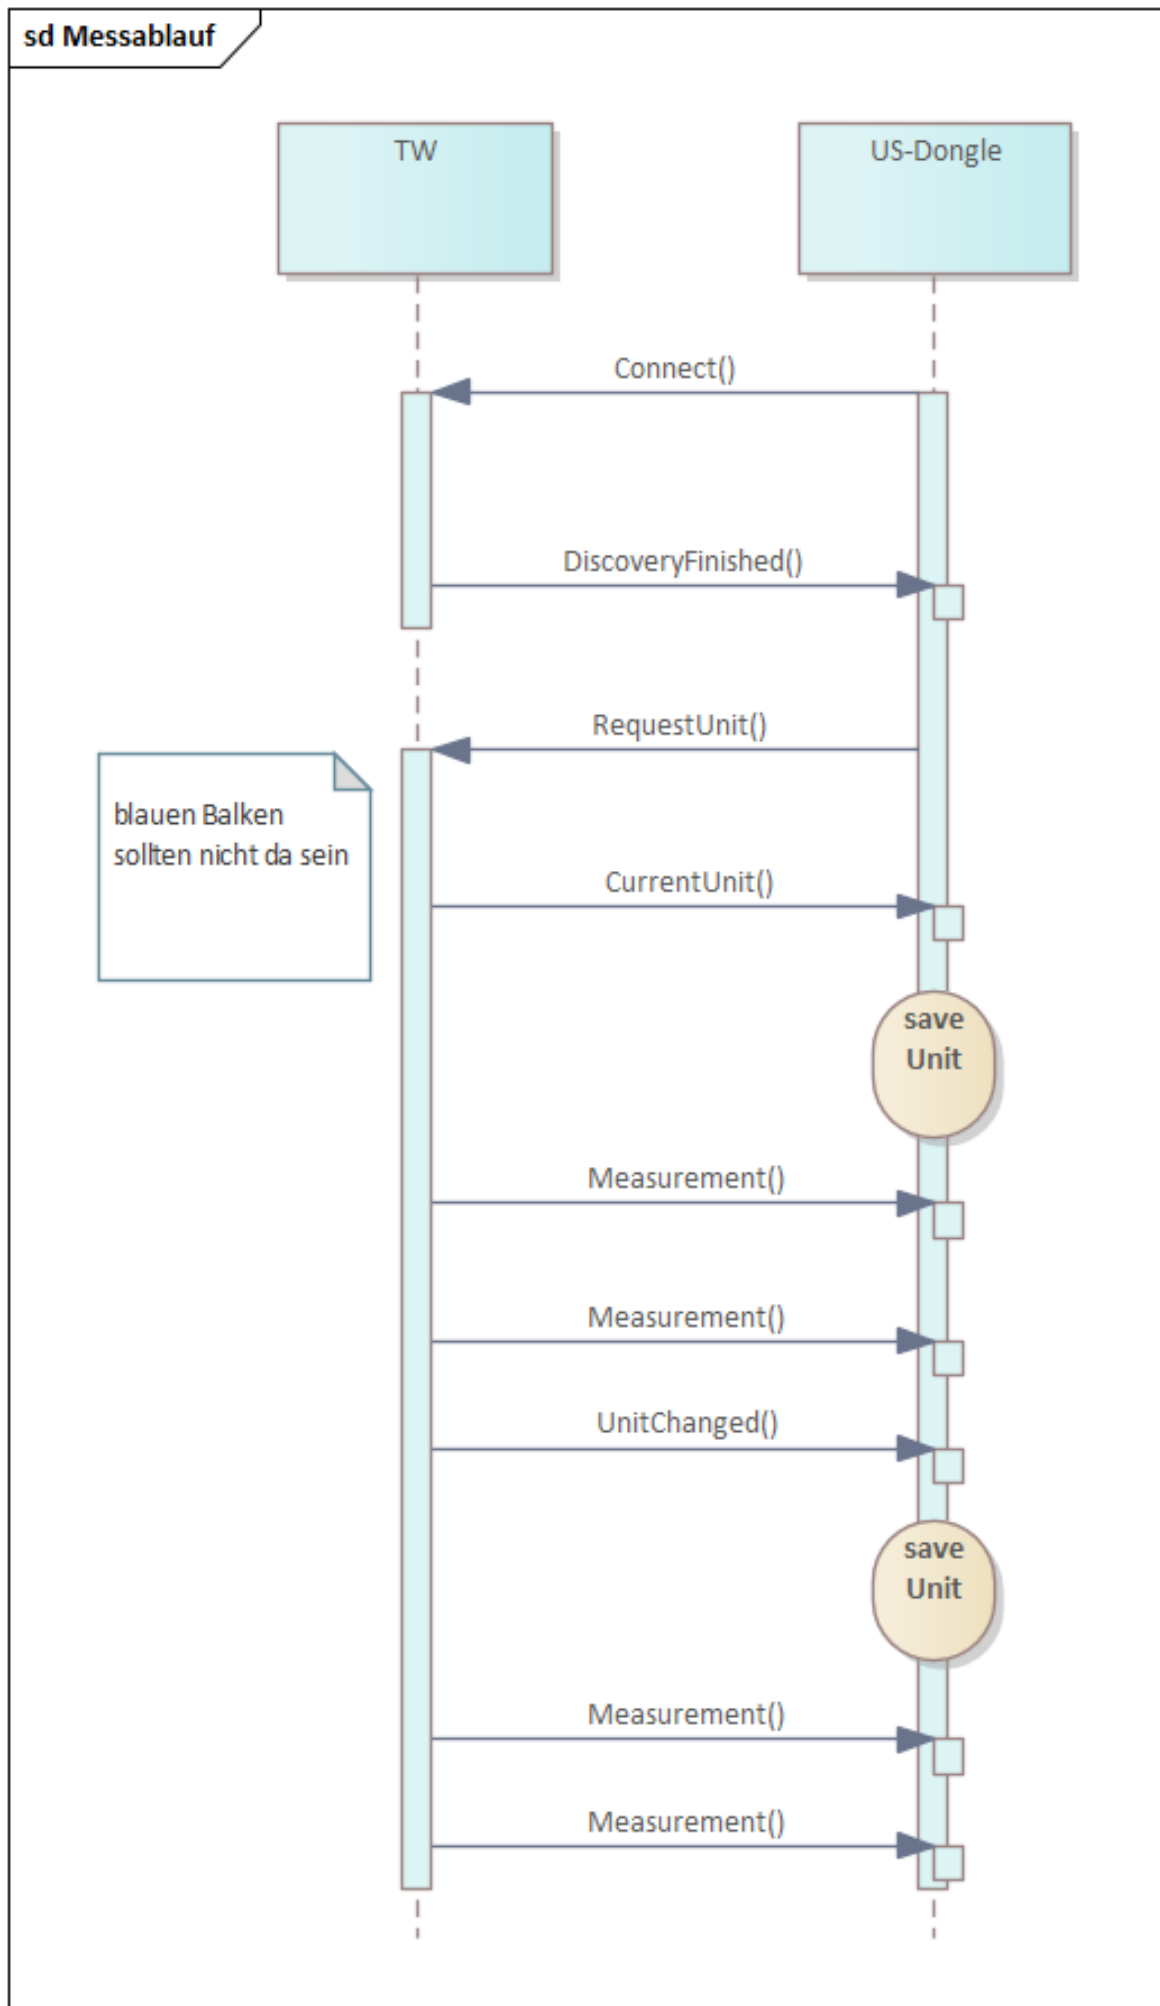 sd Messablauf
TW
US-Dongle
Connect()
DiscoveryFinished()
RequestUnit()
blauen Balken
sollten nicht da sein
CurrentUnit()
save
Unit
Measurement()
Measurement()
UnitChanged()
save
Unit
Measurement()
Measurement()